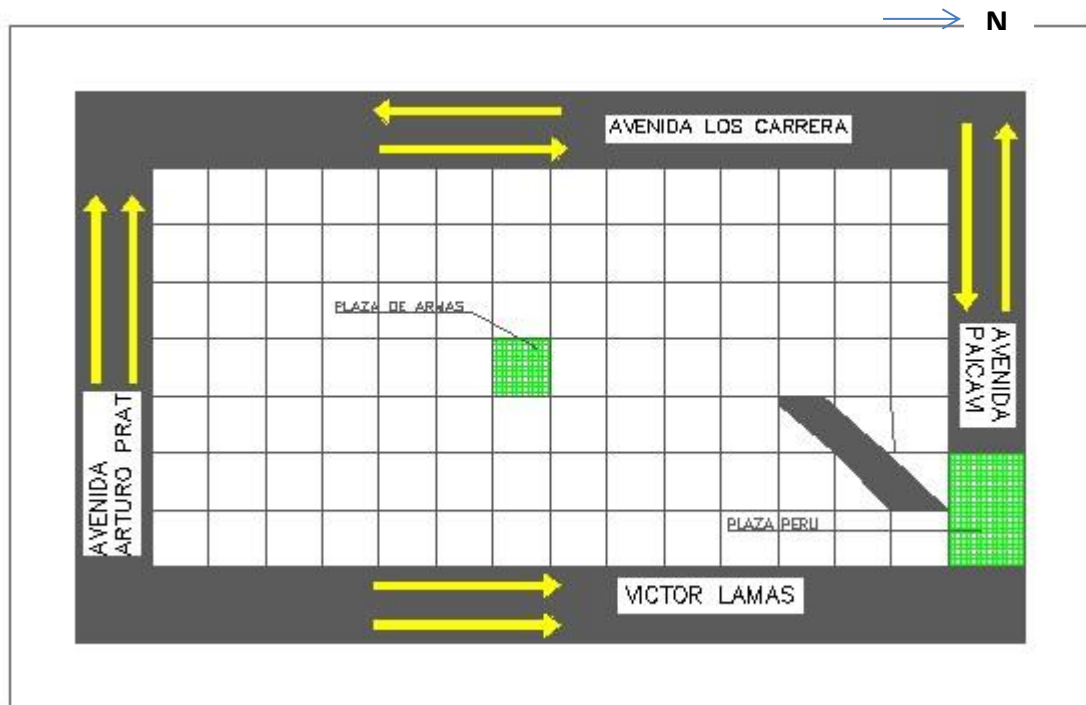 N
AVENIDA LOS CARRERA
PLAZA DE ARMAS
AVENIDA
PAICAVI
AVENIDA
ARTURO PRAT
PLAZA PERU
VICTOR LAMAS